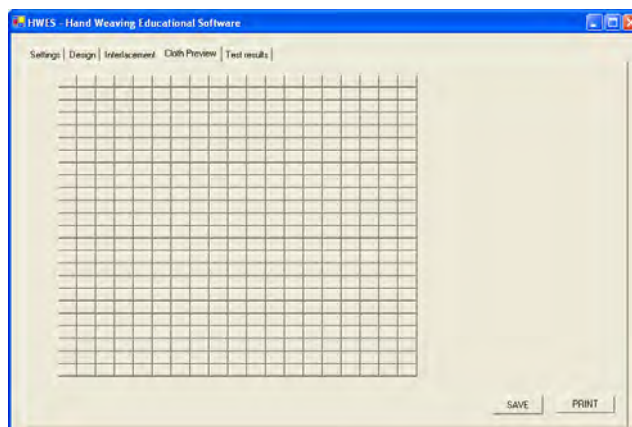 HWES - Hand Weaving Educational Software
Settings Design Interlacement Cloth Preview Test results
SAVE PRINT